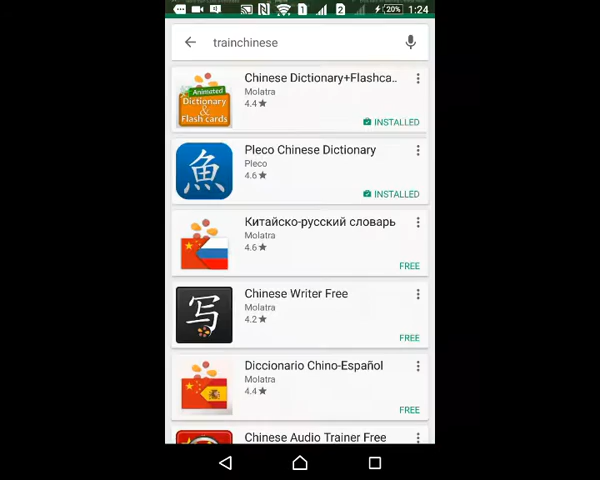 1 2 20% 1:24
trainchinese
Chinese Dictionary+Flashca..
Molatra
4.4
Animated
Dictionary
&
Flash cards
INSTALLED
Pleco Chinese Dictionary
Pleco
4.6
魚
INSTALLED
Китайско-русский словарь
Molatra
4.6
FREE
Chinese Writer Free
Molatra
4.2
写
FREE
Diccionario Chino-Español
Molatra
4.4
FREE
Chinese Audio Trainer Free